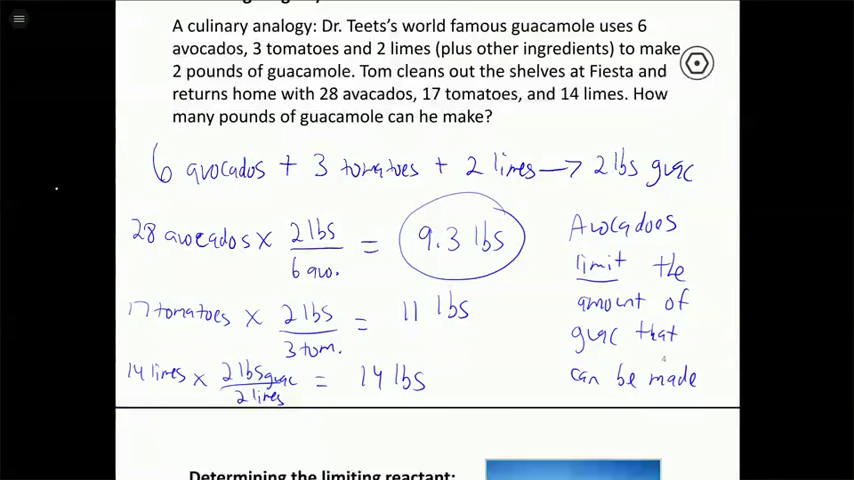 A culinary analogy: Dr. Teets's world famous guacamole uses 6
avocados, 3 tomatoes and 2 limes (plus other ingredients) to make
2 pounds of guacamole. Tom cleans out the shelves at Fiesta and
returns home with 28 avacados, 17 tomatoes, and 14 limes. How
many pounds of guacamole can he make?
6 avocados + 3 tomatoes + 2 limes → 2 lbs guac
28 avocados × 2 lbs / 6 avo. = 9.3 lbs
17 tomatoes × 2 lbs / 3 tom. = 11 lbs
14 limes × 2 lbs guac / 2 limes = 14 lbs
Avocadoes
limit the
amount of
guac that
can be made
4
Determining the limiting reactant: